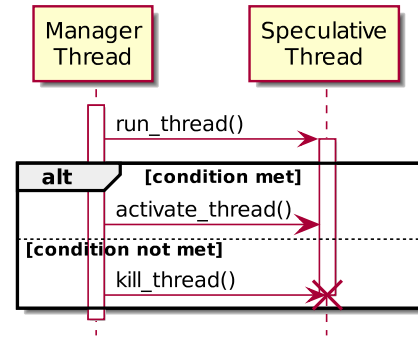 Manager Thread
Speculative Thread
run_thread()
alt [condition met]
activate_thread()
[condition not met]
kill_thread()